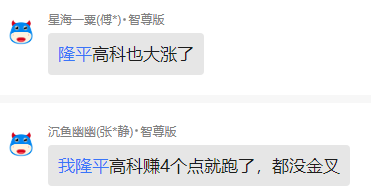 星海一粟(傅*)•智尊版
隆平高科也大涨了
沉鱼幽幽(张*静)•智尊版
我隆平高科赚4个点就跑了，都没金叉